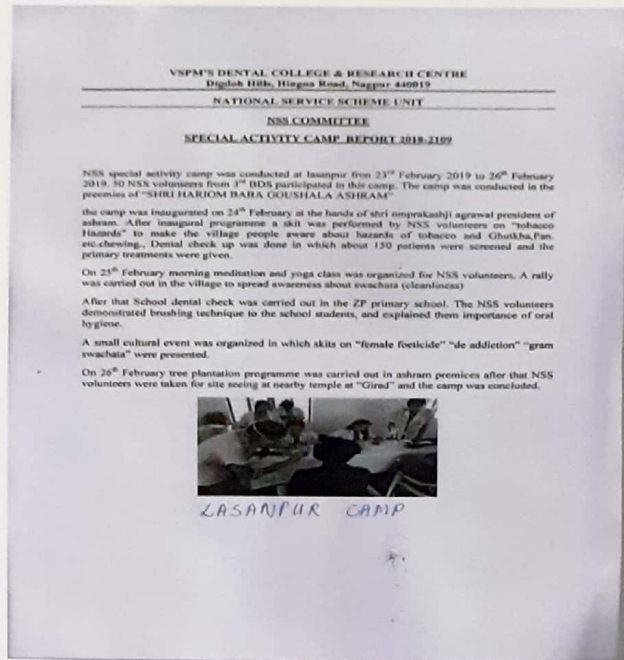 VSPM'S DENTAL COLLEGE & RESEARCH CENTRE
Digdoh Hills, Hingna Road, Nagpur 440019
NATIONAL SERVICE SCHEME UNIT
NSS COMMITTEE
SPECIAL ACTIVITY CAMP REPORT 2018-2109
NSS special activity camp was conducted at lasanpur from 23rd February 2019 to 26th February
2019. 50 NSS volunteers from 3rd BDS participated in this camp. The camp was conducted in the
premies of "SHRI HARIOM BABA GOUSHALA ASHRAM"
the camp was inaugurated on 24th February at the hands of shri omprakashji agrawal president of
ashram. After inaugural programme a skit was performed by NSS volunteers on "tobacco
Hazards" to make the village people aware about hazards of tobacco and Ghutkha,Pan.
etc.chewing., Dental check up was done in which about 150 patients were screened and the
primary treatments were given.
On 25th February morning meditation and yoga class was organized for NSS volunteers. A rally
was carried out in the village to spread awareness about swachata (cleanliness)
After that School dental check was carried out in the ZP primary school. The NSS volunteers
demonstrated brushing technique to the school students, and explained them importance of oral
hygiene.
A small cultural event was organized in which skits on "female foeticide" "de addiction" "gram
swachata" were presented.
On 26th February tree plantation programme was carried out in ashram premices after that NSS
volunteers were taken for site seeing at nearby temple at "Girad" and the camp was concluded.
LASANPUR CAMP